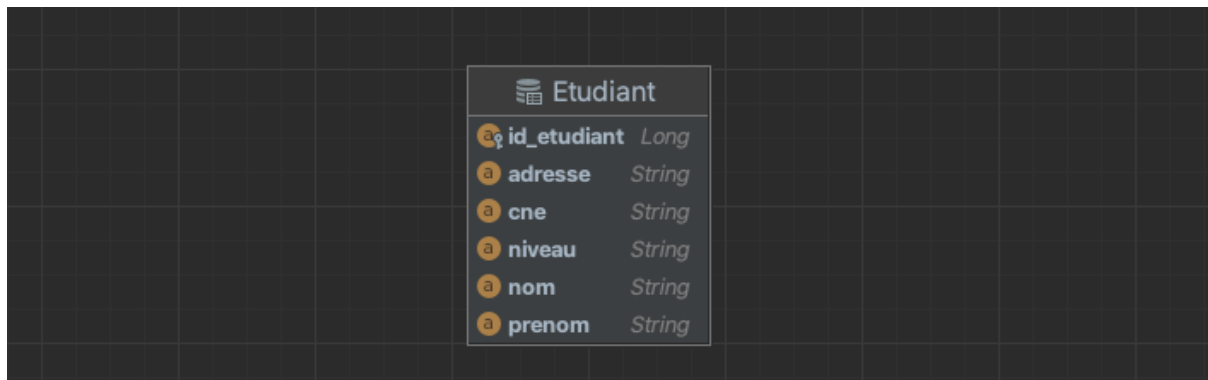 Etudiant
id_etudiant Long
adresse String
cne String
niveau String
nom String
prenom String